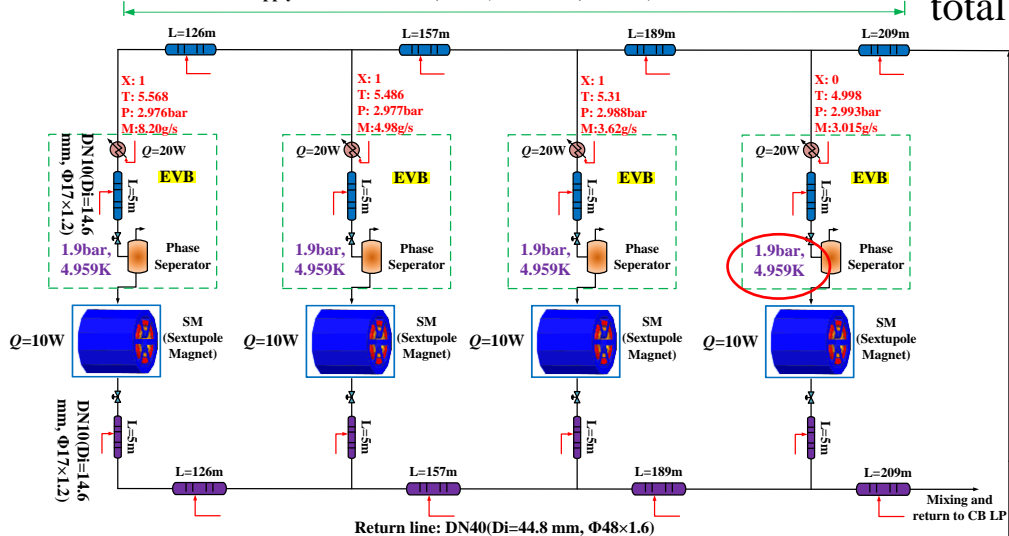 total
L=126m
L=157m
L=189m
L=209m
X: 1
T: 5.568
P: 2.976bar
M:8.20g/s
X: 1
T: 5.486
P: 2.977bar
M:4.98g/s
X: 1
T: 5.31
P: 2.988bar
M:3.62g/s
X: 0
T: 4.998
P: 2.993bar
M:3.015g/s
DN10(Di=14.6
mm, Φ17×1.2)
Q=20W
EVB
L=5m
1.9bar,
4.959K
Phase
Seperator
Q=20W
EVB
L=5m
1.9bar,
4.959K
Phase
Seperator
Q=20W
EVB
L=5m
1.9bar,
4.959K
Phase
Seperator
Q=20W
EVB
L=5m
1.9bar,
4.959K
Phase
Seperator
Q=10W
SM
(Sextupole
Magnet)
Q=10W
SM
(Sextupole
Magnet)
Q=10W
SM
(Sextupole
Magnet)
Q=10W
SM
(Sextupole
Magnet)
DN10(Di=14.6
mm, Φ17×1.2)
L=5m
L=5m
L=5m
L=5m
L=126m
L=157m
L=189m
L=209m
Mixing and
return to CB LP
Return line: DN40(Di=44.8 mm, Φ48×1.6)